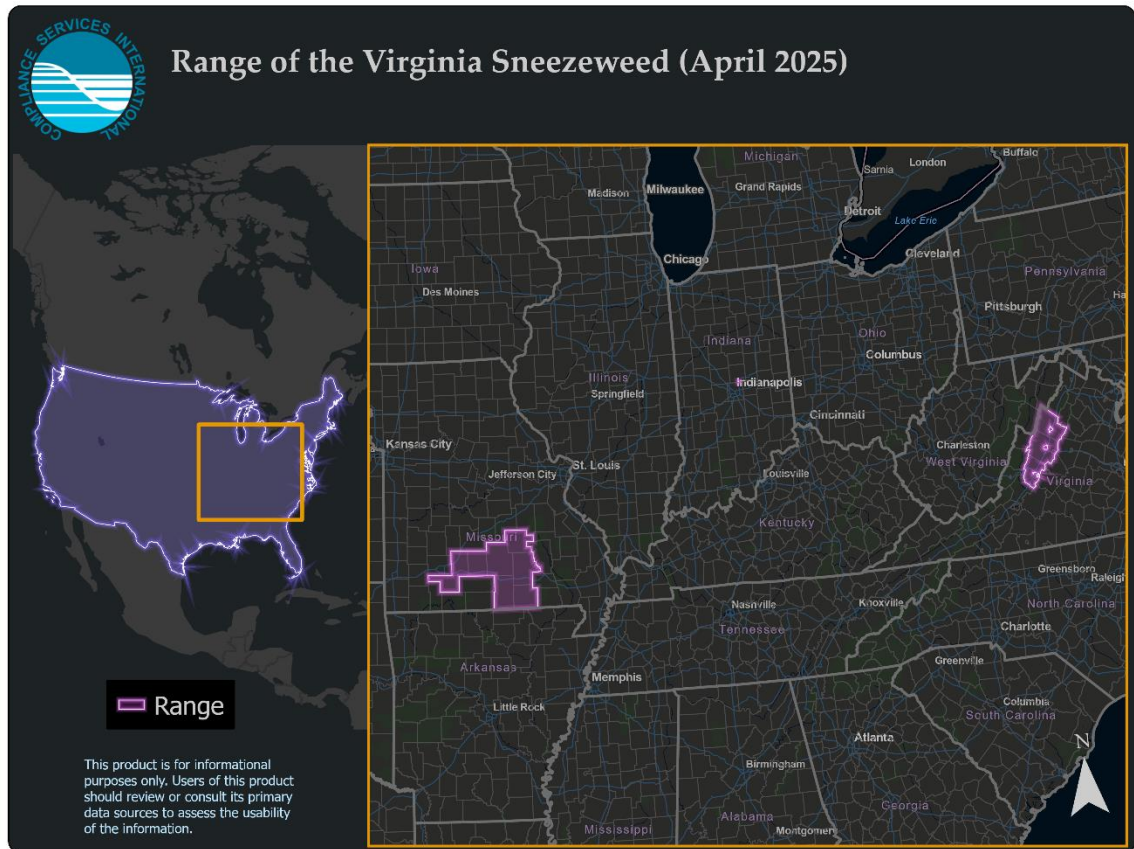 COMPLIANCE SERVICES INTERNATIONAL
Range of the Virginia Sneezeweed (April 2025)
Michigan
Buffalo
London
Sarnia
Madison
Milwaukee
Grand Rapids
Detroit
Lake Erie
Chicago
Cleveland
Iowa
Pennsylvania
Des Moines
Pittsburgh
Ha
Indiana
Ohio
Columbus
Illinois
Indianapolis
Springfield
Cincinnati
Kansas City
Charleston
St. Louis
West Virginia
Jefferson City
Louisville
Virginia
Kentucky
Missouri
Greensboro
Raleig
Nashville
Knoxville
North Carolina
Tennessee
Charlotte
Arkansas
Greenville
Memphis
Columbia
Little Rock
South Carolina
Range
Atlanta
N
Birmingham
Georgia
Alabama
Mississippi
Montgomery
This product is for informational
purposes only. Users of this product
should review or consult its primary
data sources to assess the usability
of the information.